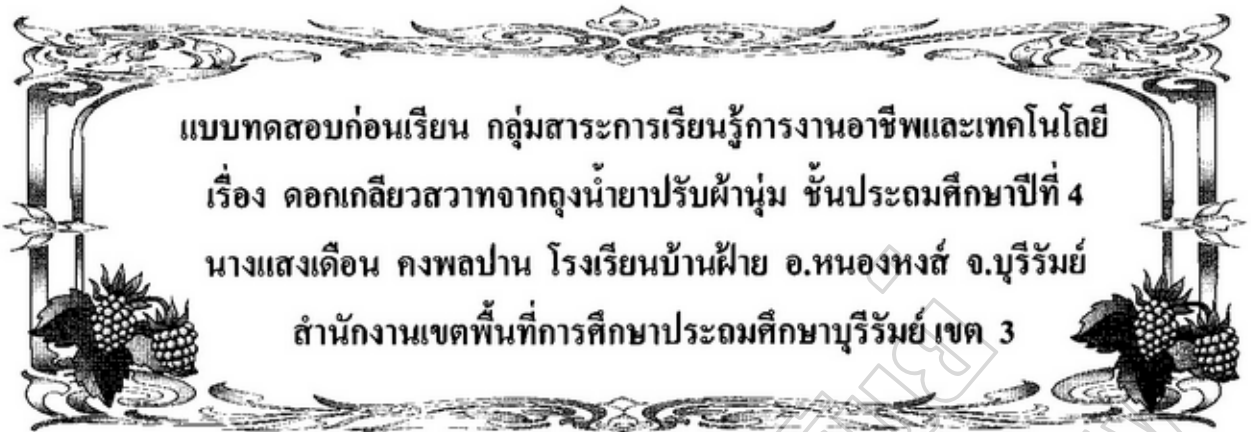 แบบทดสอบก่อนเรียน กลุ่มสาระการเรียนรู้การงานอาชีพและเทคโนโลยี
เรื่อง ดอกเกลียวสวาทจากถุงน้ำยาปรับผ้านุ่ม ชั้นประถมศึกษาปีที่ 4
นางแสงเดือน คงพลปาน โรงเรียนบ้านฝ้าย อ.หนองหงส์ จ.บุรีรัมย์
สำนักงานเขตพื้นที่การศึกษาประถมศึกษาบุรีรัมย์ เขต 3